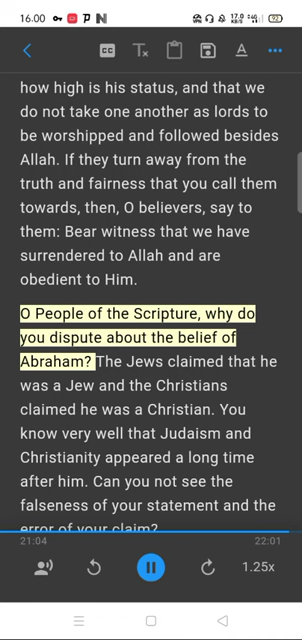 16.00
17.0 KB/S
92
CC
A
how high is his status, and that we
do not take one another as lords to
be worshipped and followed besides
Allah. If they turn away from the
truth and fairness that you call them
towards, then, O believers, say to
them: Bear witness that we have
surrendered to Allah and are
obedient to Him.
O People of the Scripture, why do
you dispute about the belief of
Abraham? The Jews claimed that he
was a Jew and the Christians
claimed he was a Christian. You
know very well that Judaism and
Christianity appeared a long time
after him. Can you not see the
falseness of your statement and the
error of your claim?
21:04
22:01
1.25x